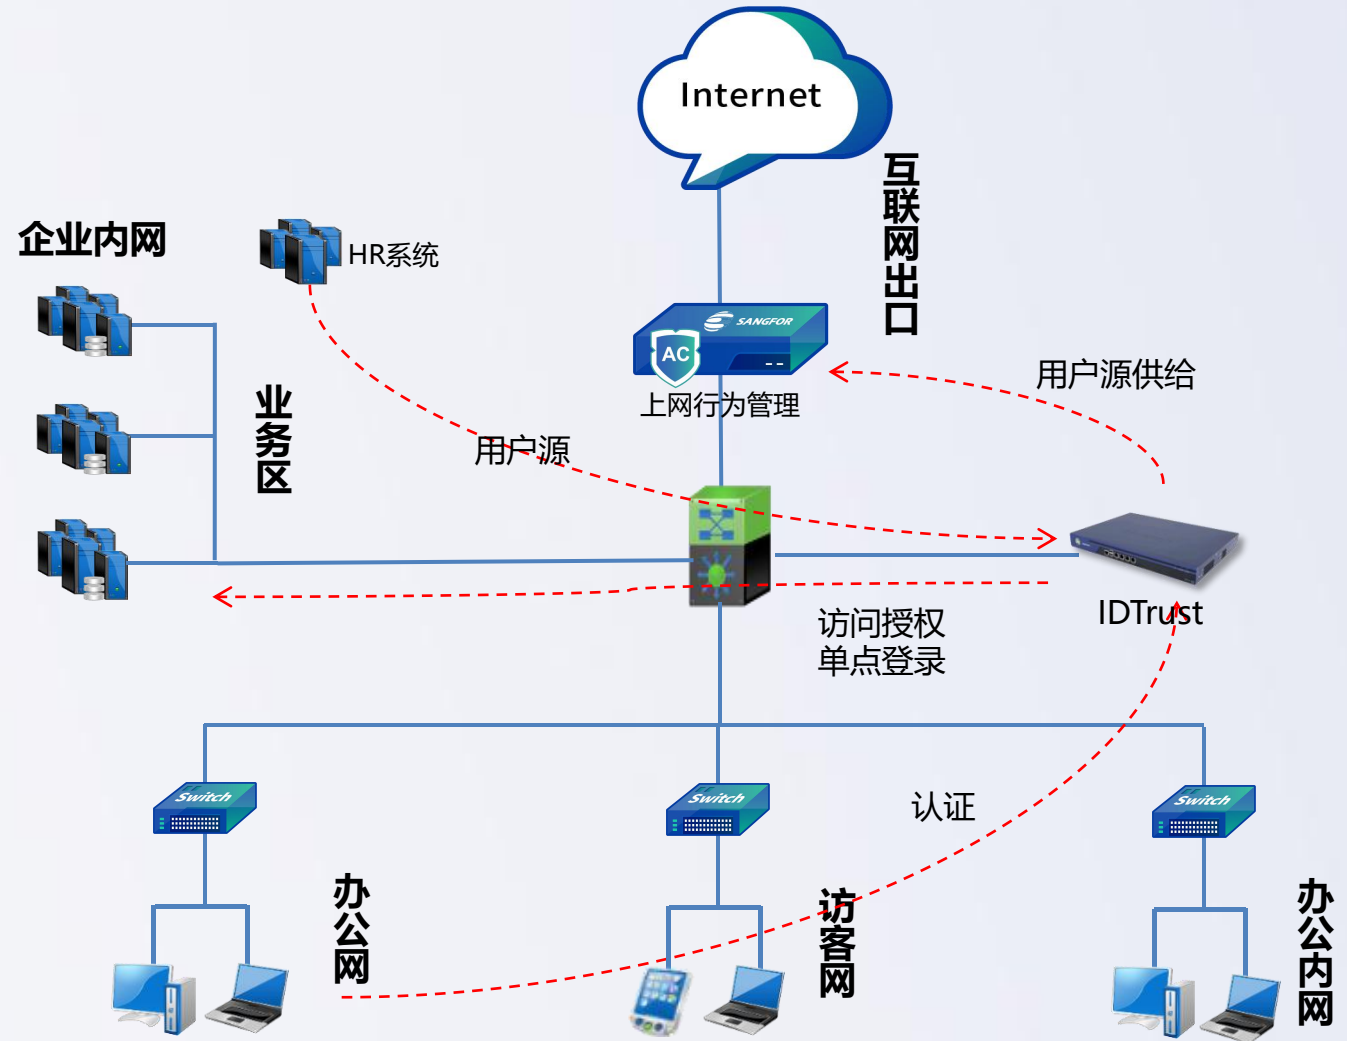 Internet
互联网出口
企业内网
HR系统
SANGFOR
AC
上网行为管理
用户源供给
业务区
用户源
IDTrust
访问授权
单点登录
Switch
Switch
Switch
认证
办公网
访客网
办公内网